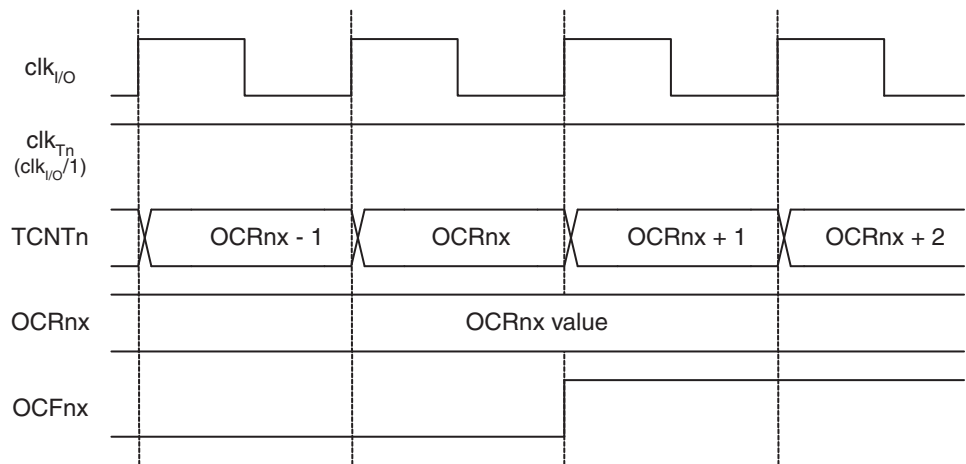 clkI/O
clkTn
(clkI/O/1)
TCNTn OCRnx - 1 OCRnx OCRnx + 1 OCRnx + 2
OCRnx OCRnx value
OCFnx